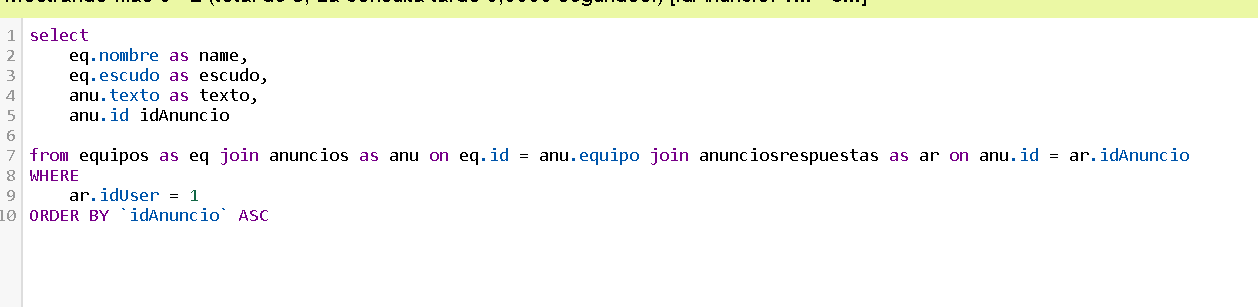 1 select
2 eq.nombre as name,
3 eq.escudo as escudo,
4 anu.texto as texto,
5 anu.id idAnuncio
6
7 from equipos as eq join anuncios as anu on eq.id = anu.equipo join anunciosrespuestas as ar on anu.id = ar.idAnuncio
8 WHERE
9 ar.idUser = 1
10 ORDER BY `idAnuncio` ASC